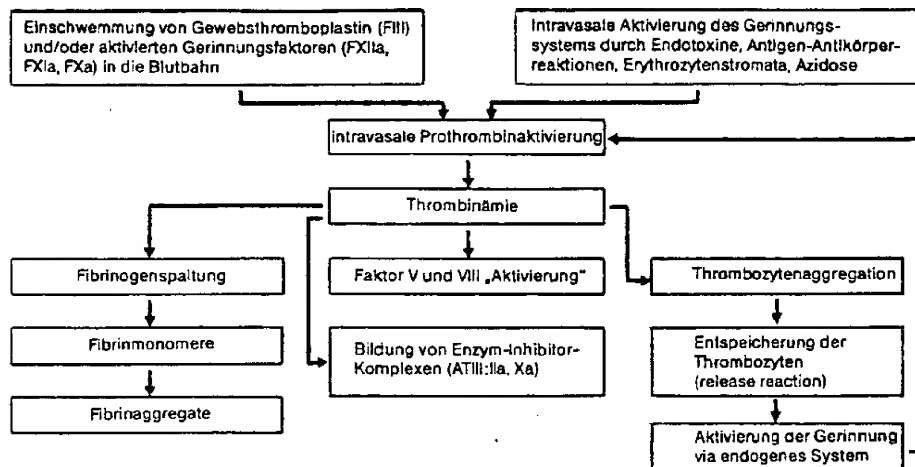 Einschwemmung von Gewebsthromboplastin (FIII)
und/oder aktivierten Gerinnungsfaktoren (FXIIa,
FXIa, FXa) in die Blutbahn
Intravasale Aktivierung des Gerinnungs-
systems durch Endotoxine, Antigen-Antikörper-
reaktionen, Erythrozytenstromata, Azidose
intravasale Prothrombinaktivierung
Thrombinämie
Fibrinogenspaltung
Faktor V und VIII „Aktivierung"
Thrombozytenaggregation
Fibrinmonomere
Bildung von Enzym-Inhibitor-
Komplexen (ATIII:IIa, Xa)
Entspeicherung der
Thrombozyten
(release reaction)
Fibrinaggregate
Aktivierung der Gerinnung
via endogenes System